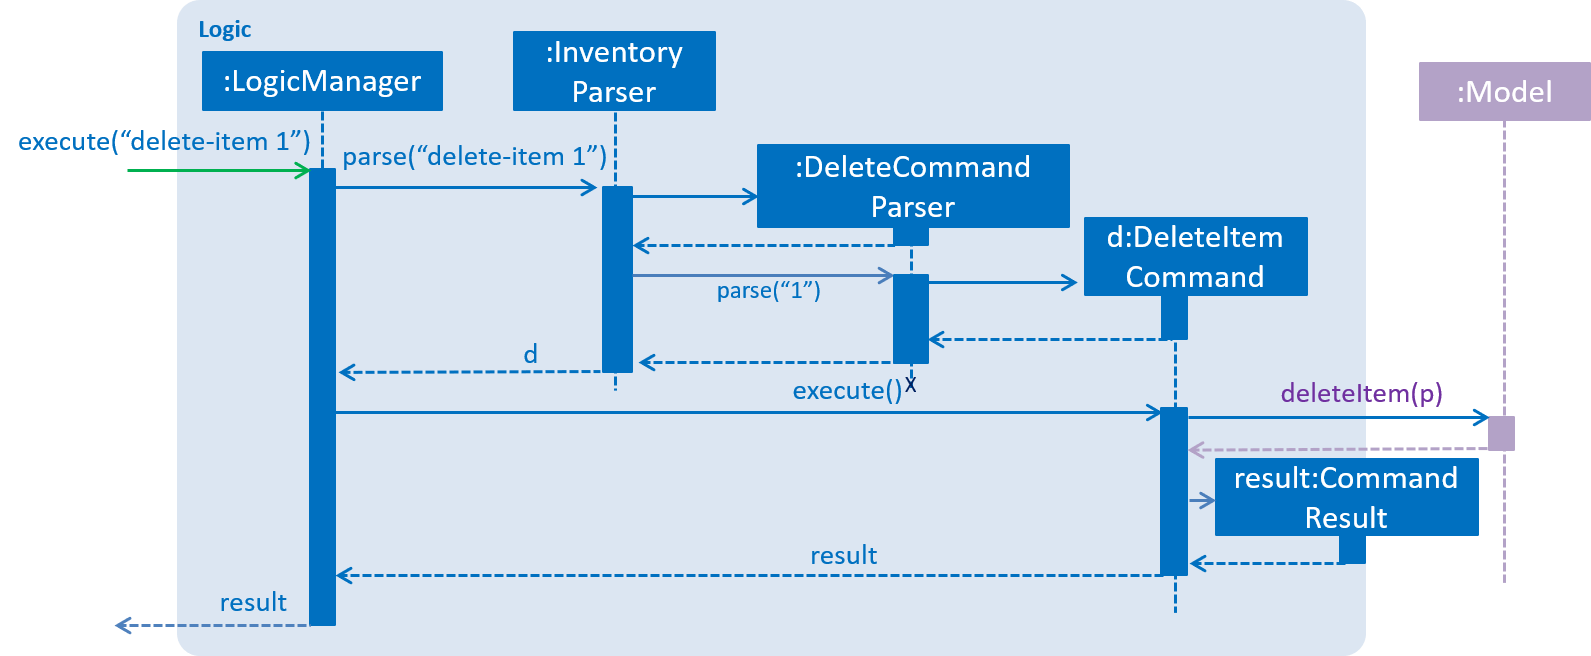 Logic
:LogicManager
:Inventory
Parser
:Model
execute(“delete-item 1”)
parse(“delete-item 1”)
:DeleteCommand
Parser
d:DeleteItem
Command
parse(“1”)
d
execute()
X
deleteItem(p)
result:Command
Result
result
result